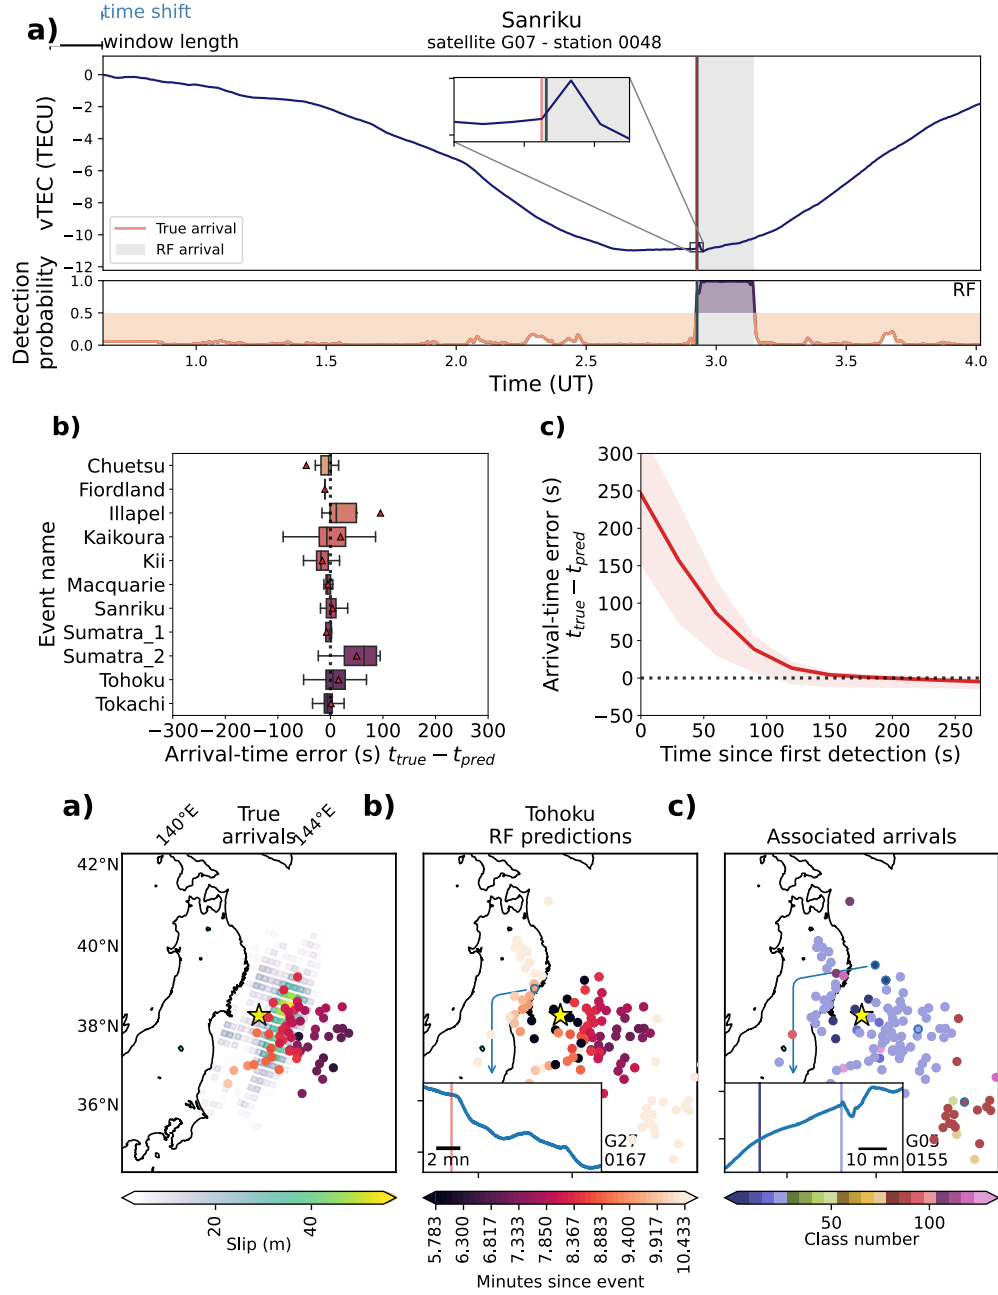 time shift
a)
Sanriku
window length
satellite G07 - station 0048
vTEC (TECU)
0
−2
−4
−6
−8
−10
−12
True arrival
RF arrival
Detection
probability
1.0
0.5
0.0
RF
1.0
1.5
2.0
2.5
3.0
3.5
4.0
Time (UT)
b)
Event name
Chuetsu
Fiordland
Illapel
Kaikoura
Kii
Macquarie
Sanriku
Sumatra_1
Sumatra_2
Tohoku
Tokachi
−300
−200
−100
0
100
200
300
Arrival-time error (s) t_true − t_pred
c)
Arrival-time error (s)
t_true − t_pred
300
250
200
150
100
50
0
−50
0
50
100
150
200
250
Time since first detection (s)
a)
140°E
True
arrivals
144°E
42°N
40°N
38°N
36°N
20
40
Slip (m)
b)
Tohoku
RF predictions
2 mn
G27
0167
5.783
6.300
6.817
7.333
7.850
8.367
8.883
9.400
9.917
10.433
Minutes since event
c)
Associated arrivals
10 mn
G05
0155
50
100
Class number